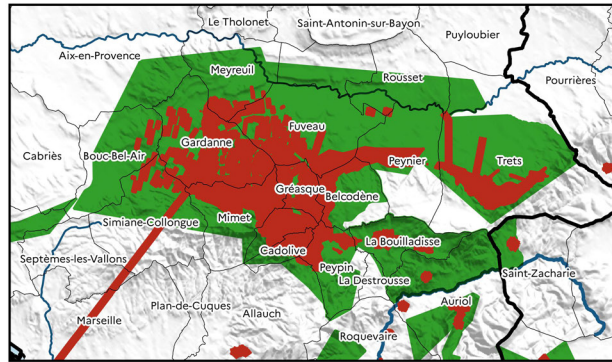 Le Tholonet
Saint-Antonin-sur-Bayon
Puyloubier
Aix-en-Provence
Meyreuil
Rousset
Pourrières
Fuveau
Gardanne
Cabriès
Bouc-Bel-Air
Peynier
Trets
Gréasque
Belcodène
Simiane-Collongue
Mimet
La Bouilladisse
Cadolive
Septèmes-les-Vallons
Peypin
La Destrousse
Saint-Zacharie
Plan-de-Cuques
Allauch
Auriol
Marseille
Roquevaire